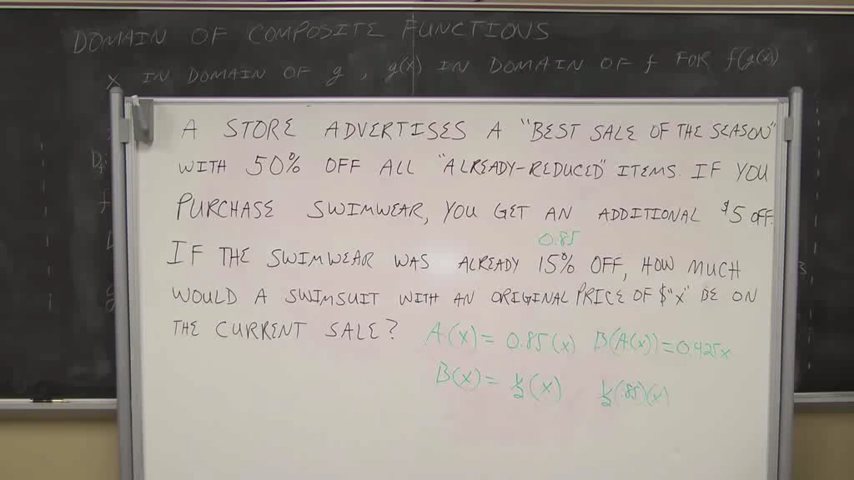 DOMAIN OF COMPOSITE FUNCTIONS
X IN DOMAIN OF g, g(x) IN DOMAIN OF f FOR f(g(x)
A STORE ADVERTISES A "BEST SALE OF THE SEASON"
WITH 50% OFF ALL "ALREADY-REDUCED" ITEMS IF YOU
PURCHASE SWIMWEAR, YOU GET AN ADDITIONAL $5 OFF.
0.85
IF THE SWIMWEAR WAS ALREADY 15% OFF, HOW MUCH
WOULD A SWIMSUIT WITH AN ORIGINAL PRICE OF $"x" BE ON
THE CURRENT SALE?
A(x) = 0.85(x) B(A(x)) = 0.425x
B(x) = ½(x) ½(.85)(x)